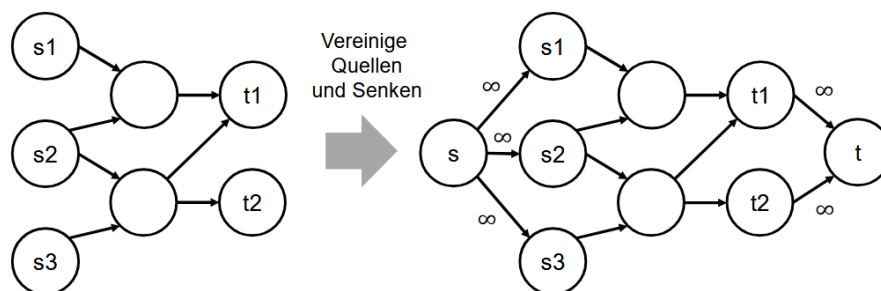 s1
s2
s3
t1
t2
Vereinige
Quellen
und Senken
s
∞
∞
∞
s1
s2
s3
t1
t2
∞
∞
t